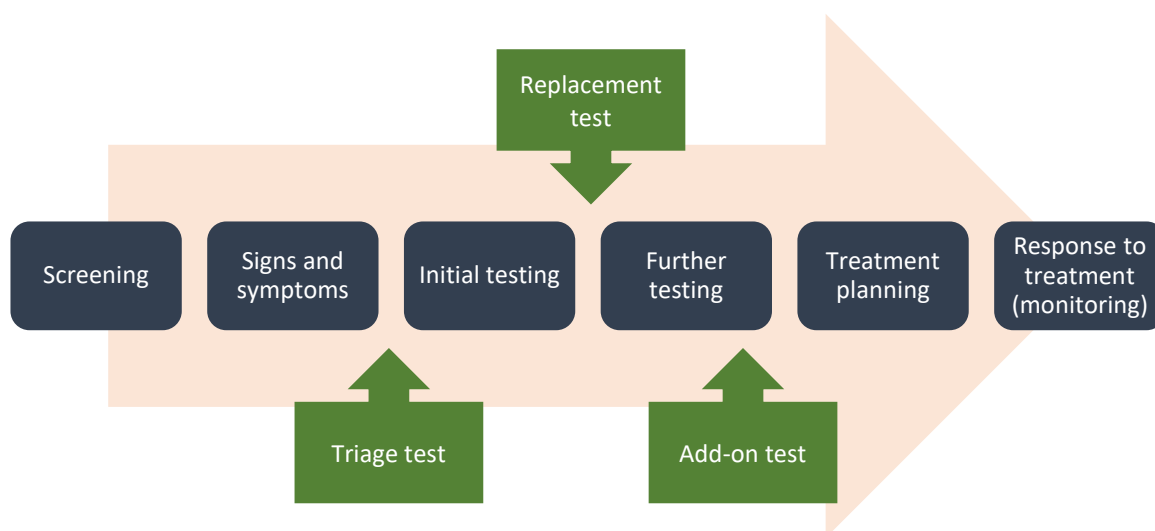 Replacement
test
Screening
Signs and
symptoms
Initial testing
Further
testing
Treatment
planning
Response to
treatment
(monitoring)
Triage test
Add-on test